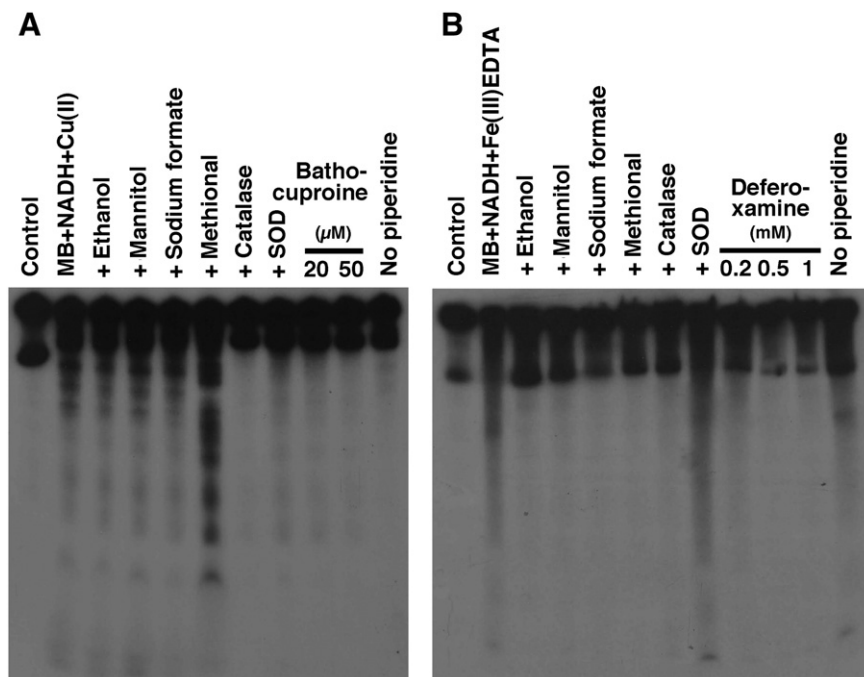 A
Control
MB+NADH+Cu(II)
+ Ethanol
+ Mannitol
+ Sodium formate
+ Methional
+ Catalase
+ SOD
Batho-
cuproine
(μM)
20 50
No piperidine
B
Control
MB+NADH+Fe(III)EDTA
+ Ethanol
+ Mannitol
+ Sodium formate
+ Methional
+ Catalase
+ SOD
Defero-
xamine
(mM)
0.2 0.5 1
No piperidine